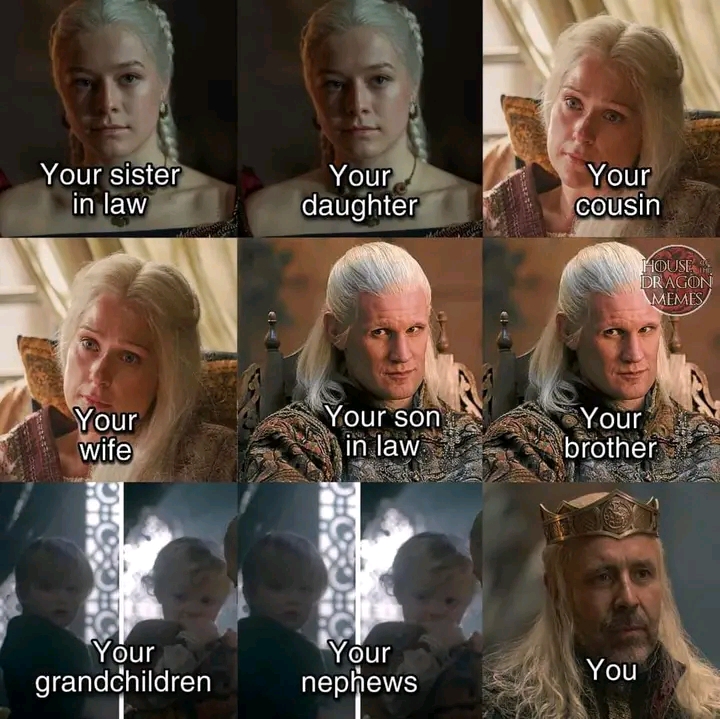 Your sister
in law
Your
daughter
Your
cousin
Your
wife
Your son
in law
HOUSE OF THE
DRAGON
MEMES
Your
brother
Your
grandchildren
Your
nephews
You